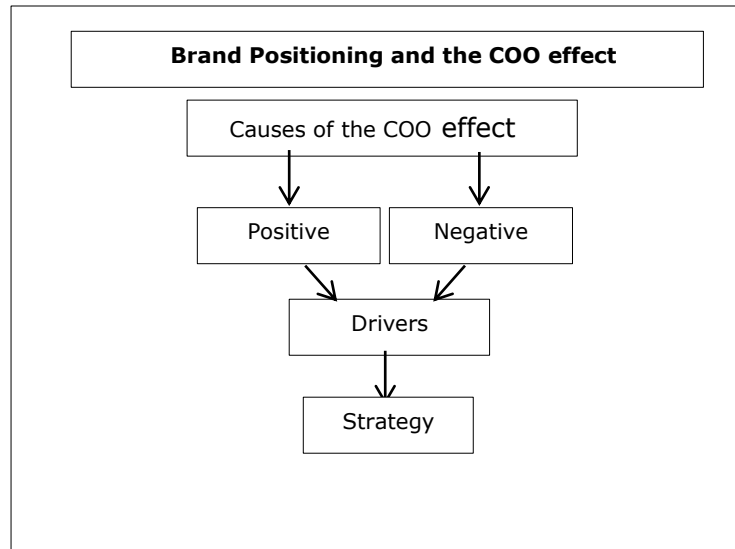 Brand Positioning and the COO effect
Causes of the COO effect
Positive
Negative
Drivers
Strategy